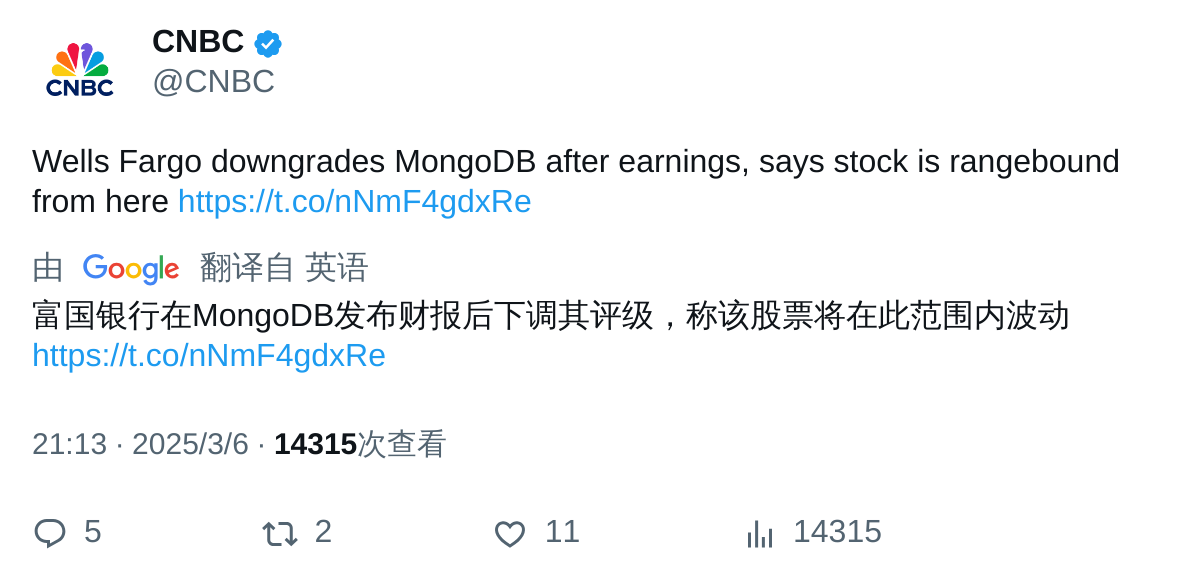 CNBC
CNBC
@CNBC
Wells Fargo downgrades MongoDB after earnings, says stock is rangebound
from here https://t.co/nNmF4gdxRe
由 Google 翻译自 英语
富国银行在MongoDB发布财报后下调其评级，称该股票将在此范围内波动
https://t.co/nNmF4gdxRe
21:13 · 2025/3/6 · 14315次查看
5 2 11 14315